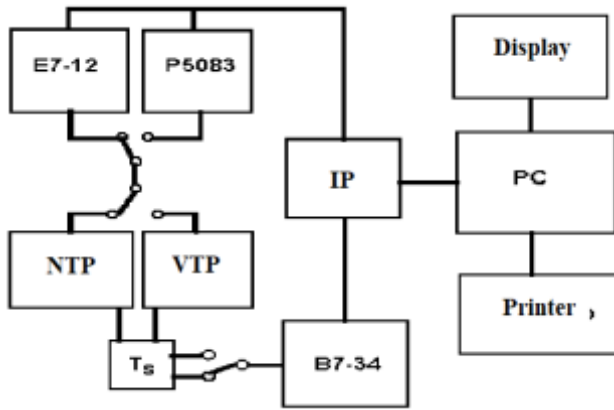 E7-12
P5083
Display
IP
PC
NTP
VTP
Printer
Ts
B7-34